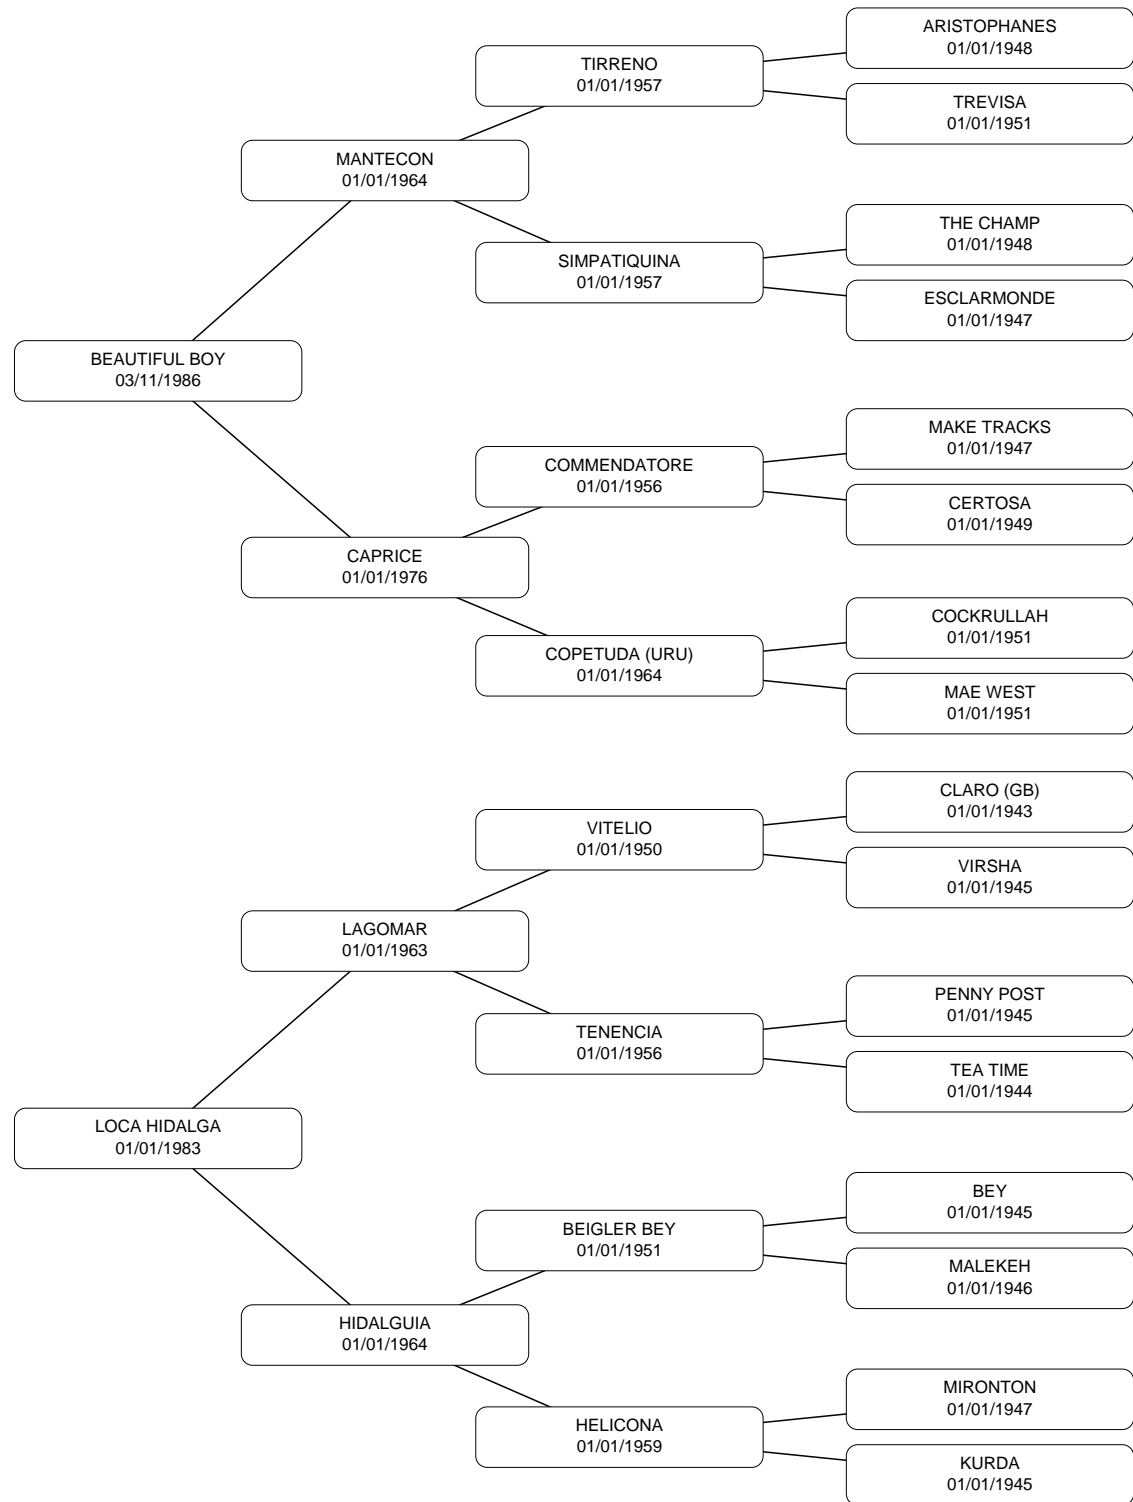 ARISTOPHANES
01/01/1948
TIRRENO
01/01/1957
TREVISA
01/01/1951
MANTECON
01/01/1964
THE CHAMP
01/01/1948
SIMPATIQUINA
01/01/1957
ESCLARMONDE
01/01/1947
BEAUTIFUL BOY
03/11/1986
MAKE TRACKS
01/01/1947
COMMENDATORE
01/01/1956
CERTOSA
01/01/1949
CAPRICE
01/01/1976
COCKRULLAH
01/01/1951
COPETUDA (URU)
01/01/1964
MAE WEST
01/01/1951
CLARO (GB)
01/01/1943
VITELIO
01/01/1950
VIRSHA
01/01/1945
LAGOMAR
01/01/1963
PENNY POST
01/01/1945
TENENCIA
01/01/1956
TEA TIME
01/01/1944
LOCA HIDALGA
01/01/1983
BEY
01/01/1945
BEIGLER BEY
01/01/1951
MALEKEH
01/01/1946
HIDALGUIA
01/01/1964
MIRONTON
01/01/1947
HELICONA
01/01/1959
KURDA
01/01/1945